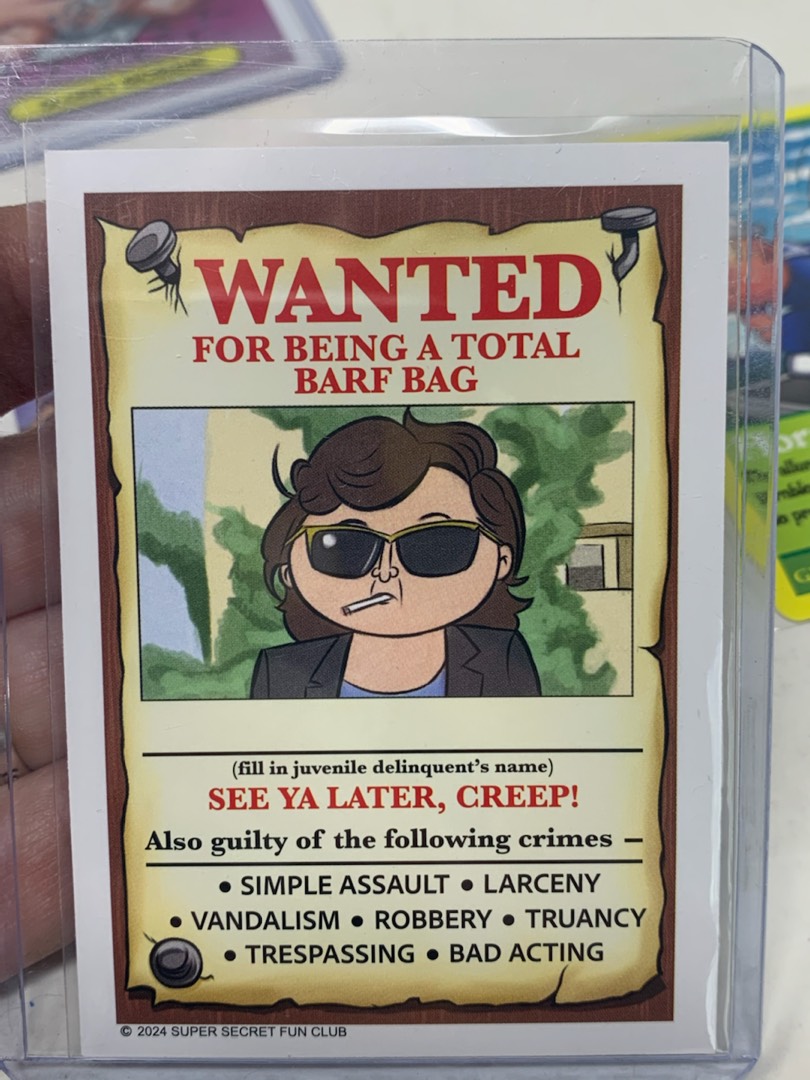 WANTED
FOR BEING A TOTAL
BARF BAG
(fill in juvenile delinquent's name)
SEE YA LATER, CREEP!
Also guilty of the following crimes –
• SIMPLE ASSAULT • LARCENY
• VANDALISM • ROBBERY • TRUANCY
• TRESPASSING • BAD ACTING
© 2024 SUPER SECRET FUN CLUB